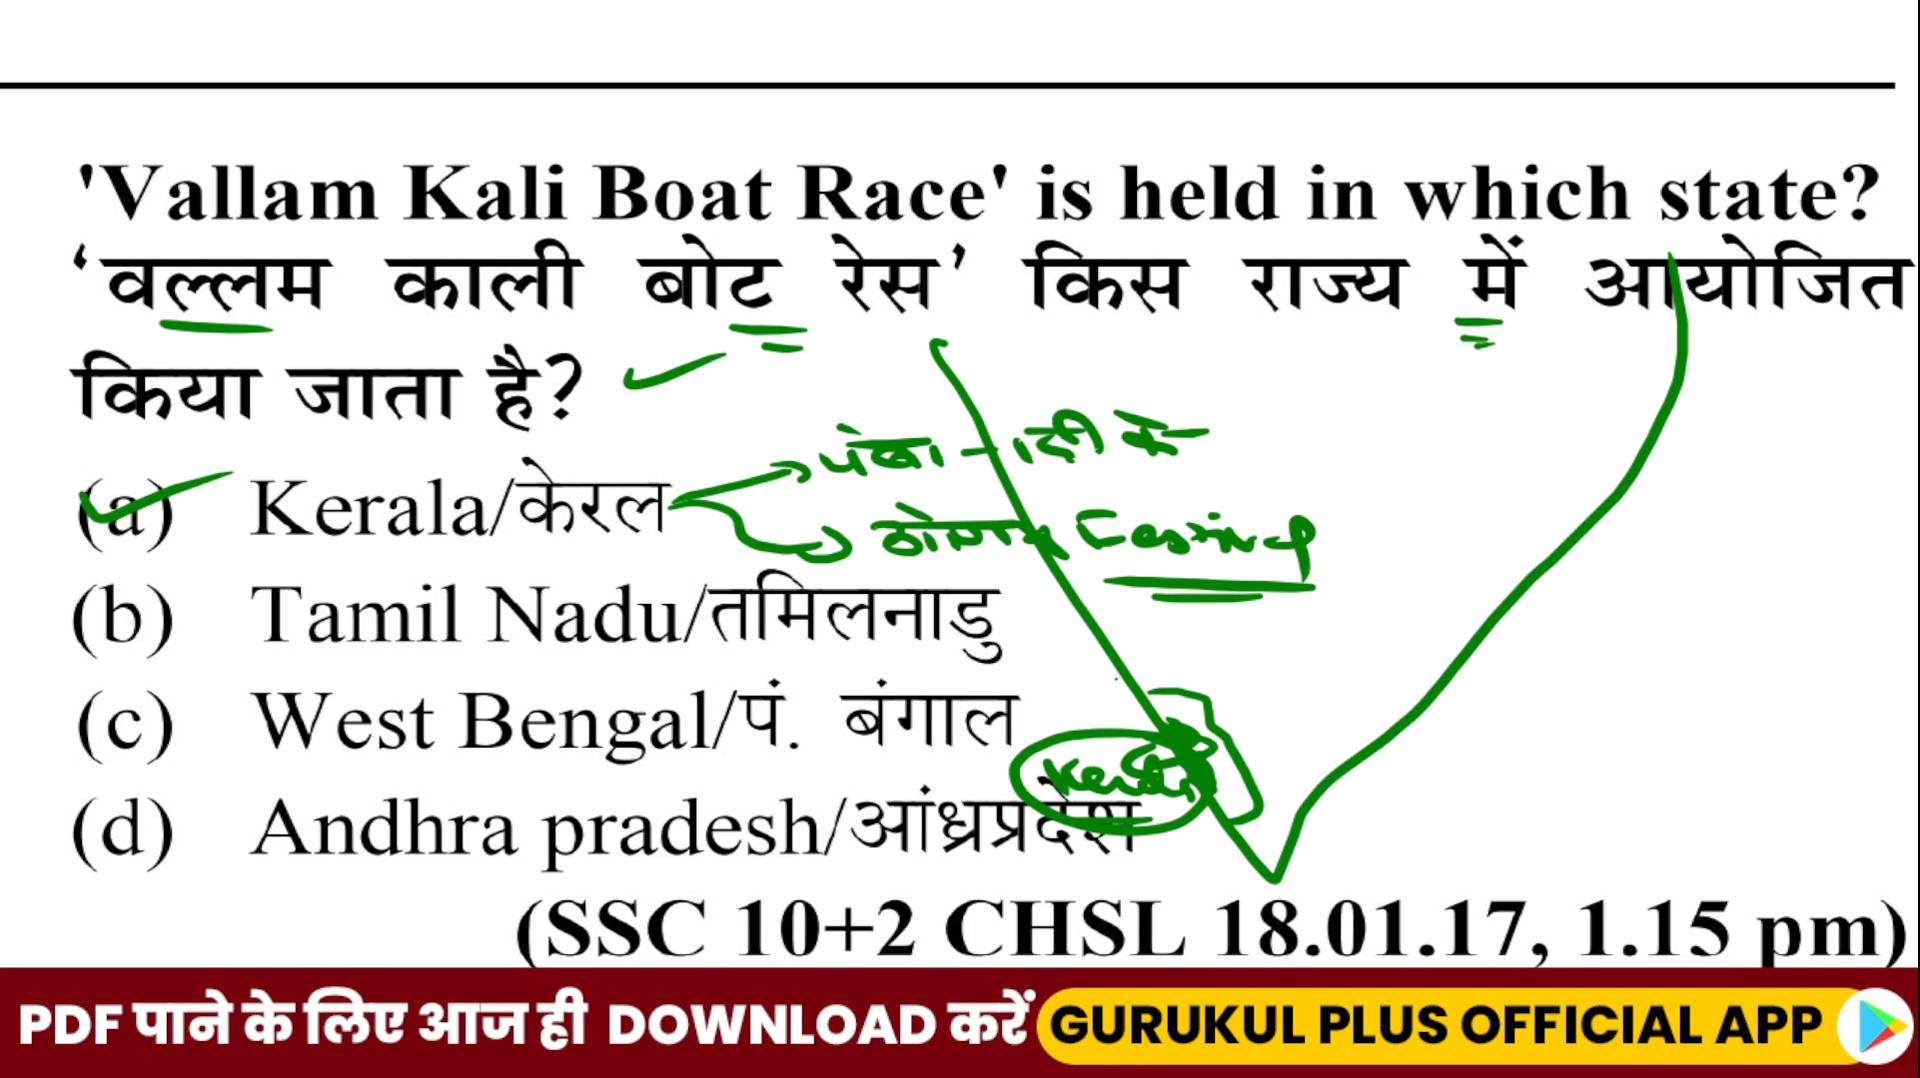 'Vallam Kali Boat Race' is held in which state?
‘वल्लम काली बोट रेस’ किस राज्य में आयोजित
किया जाता है?
(a) Kerala/केरल
(b) Tamil Nadu/तमिलनाडु
(c) West Bengal/पं. बंगाल
(d) Andhra pradesh/आंध्रप्रदेश
(SSC 10+2 CHSL 18.01.17, 1.15 pm)
PDF पाने के लिए आज ही DOWNLOAD करें GURUKUL PLUS OFFICIAL APP